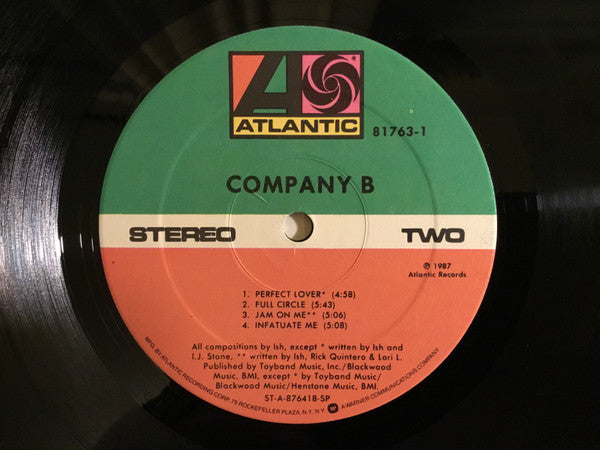 ATLANTIC
81763-1
COMPANY B
STEREO TWO
℗ 1987
Atlantic Records
1. PERFECT LOVER* (4:58)
2. FULL CIRCLE (5:43)
3. JAM ON ME** (5:06)
4. INFATUATE ME (5:08)
All compositions by Ish, except * written by Ish and
I.J. Stone, ** written by Ish, Rick Quintero & Lori L.
Published by Toyband Music, Inc./Blackwood
Music, BMI, except * by Toyband Music/
Blackwood Music/Henstone Music, BMI.
ST-A-876418-SP
MFG. BY ATLANTIC RECORDING CORP., 75 ROCKEFELLER PLAZA, N.Y. N.Y. A WARNER COMMUNICATIONS COMPANY